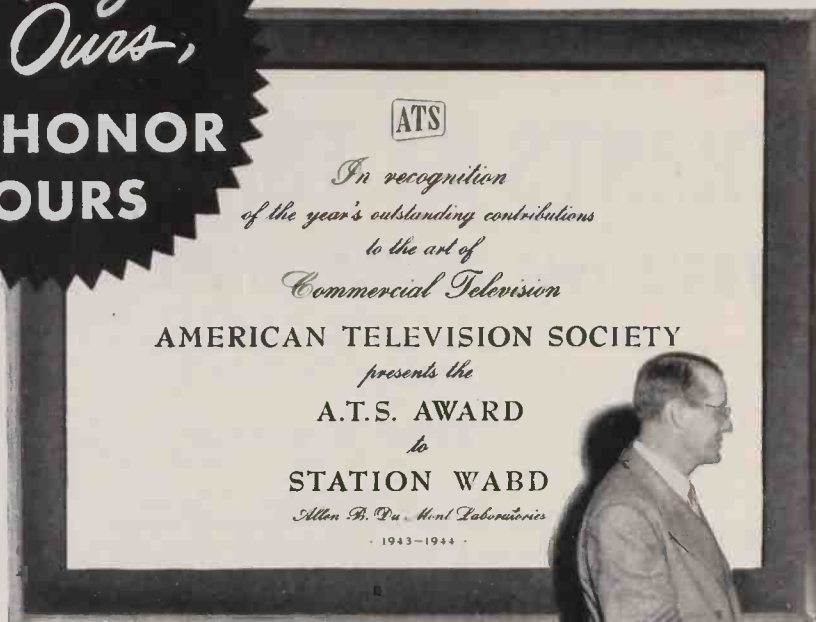 Ours,
HONOR
OURS
ATS
In recognition
of the year's outstanding contributions
to the art of
Commercial Television
AMERICAN TELEVISION SOCIETY
presents the
A.T.S. AWARD
to
STATION WABD
Allen B. Du Mont Laboratories
· 1943–1944 ·